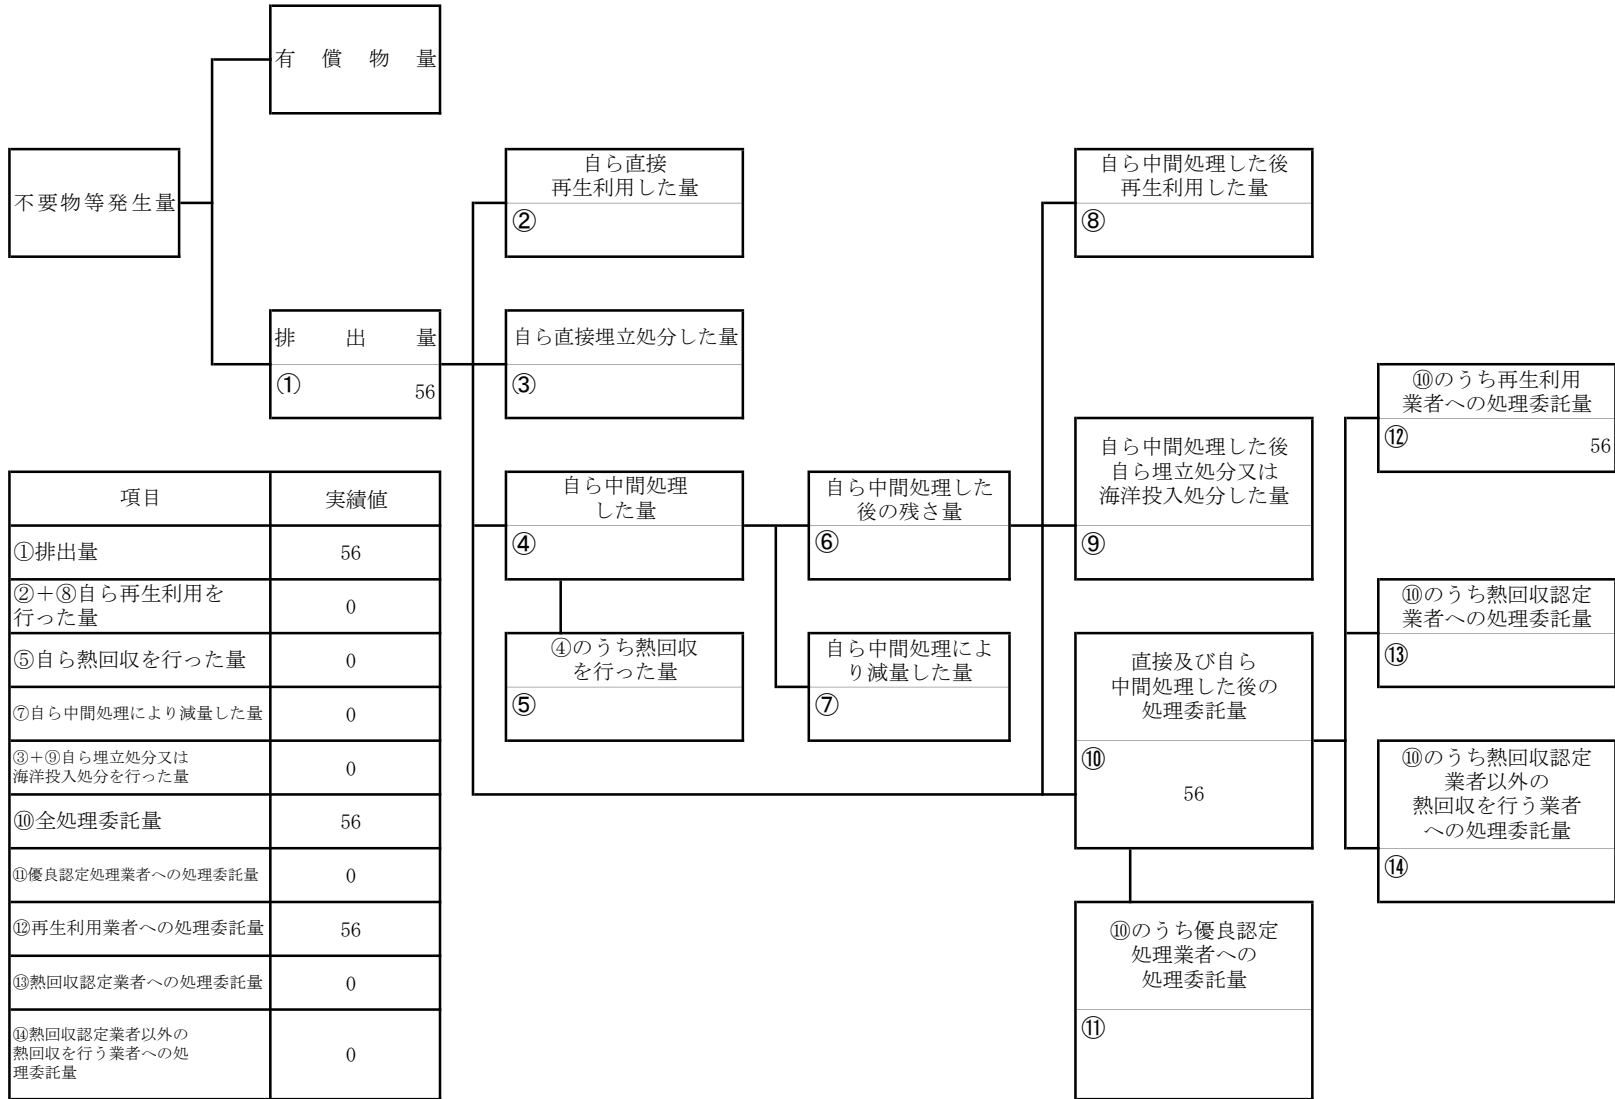 有償物量
不要物等発生量
排出量
①
56
自ら直接
再生利用した量
②
自ら直接埋立処分した量
③
自ら中間処理
した量
④
④のうち熱回収
を行った量
⑤
自ら中間処理した
後の残さ量
⑥
自ら中間処理によ
り減量した量
⑦
自ら中間処理した後
再生利用した量
⑧
自ら中間処理した後
自ら埋立処分又は
海洋投入処分した量
⑨
直接及び自ら
中間処理した後の
処理委託量
⑩
56
⑩のうち優良認定
処理業者への
処理委託量
⑪
⑩のうち再生利用
業者への処理委託量
⑫
56
⑩のうち熱回収認定
業者への処理委託量
⑬
⑩のうち熱回収認定
業者以外の
熱回収を行う業者
への処理委託量
⑭
項目 実績値
①排出量 56
②+⑧自ら再生利用を
行った量 0
⑤自ら熱回収を行った量 0
⑦自ら中間処理により減量した量 0
③+⑨自ら埋立処分又は
海洋投入処分を行った量 0
⑩全処理委託量 56
⑪優良認定処理業者への処理委託量 0
⑫再生利用業者への処理委託量 56
⑬熱回収認定業者への処理委託量 0
⑭熱回収認定業者以外の
熱回収を行う業者への処
理委託量 0